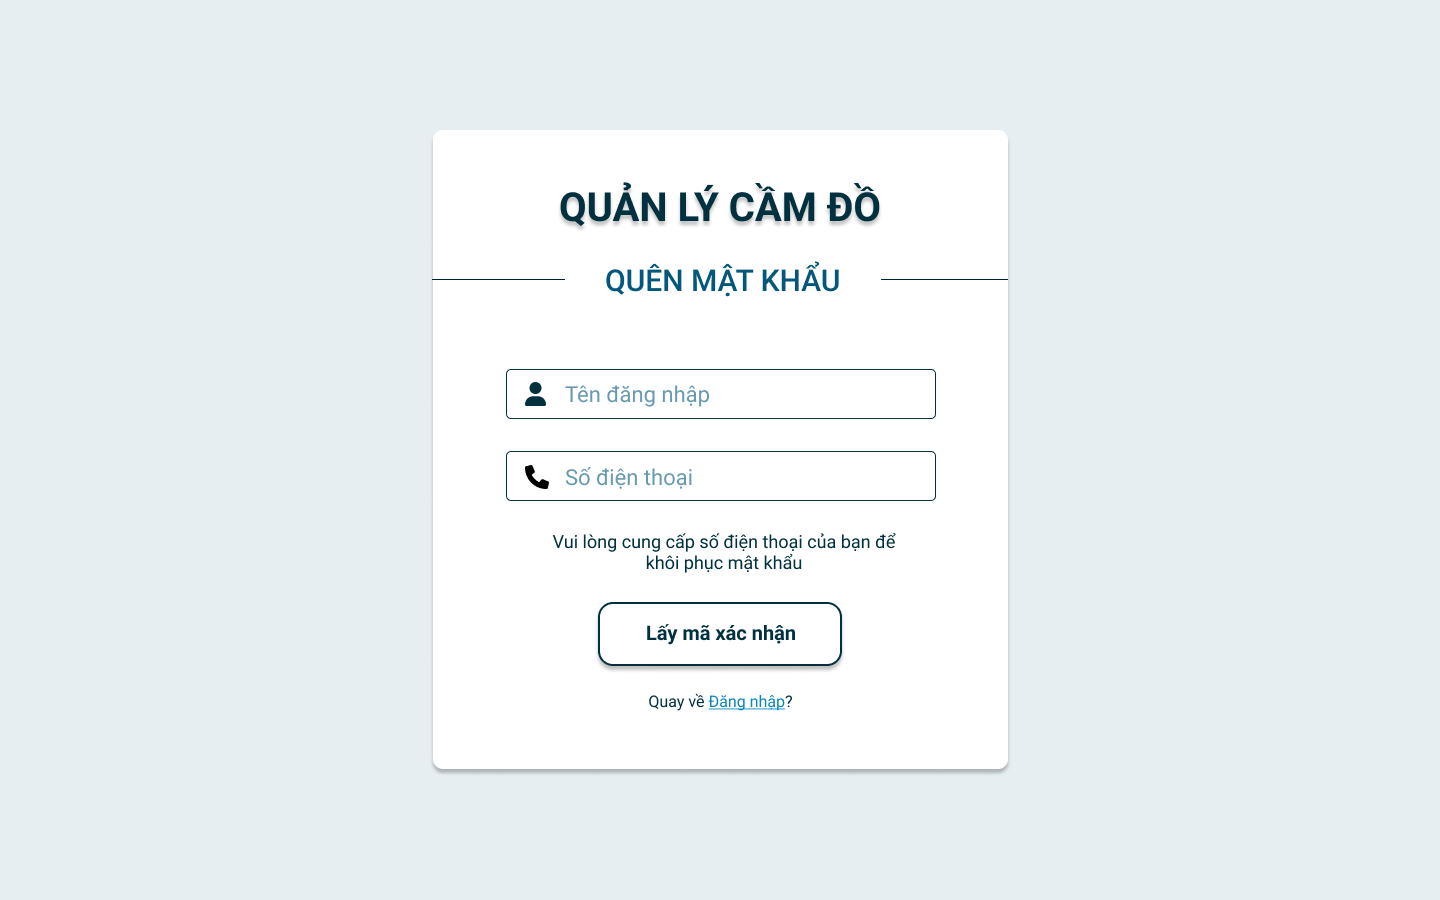 QUẢN LÝ CẦM ĐỒ
QUÊN MẬT KHẨU
Tên đăng nhập
Số điện thoại
Vui lòng cung cấp số điện thoại của bạn để
khôi phục mật khẩu
Lấy mã xác nhận
Quay về Đăng nhập?